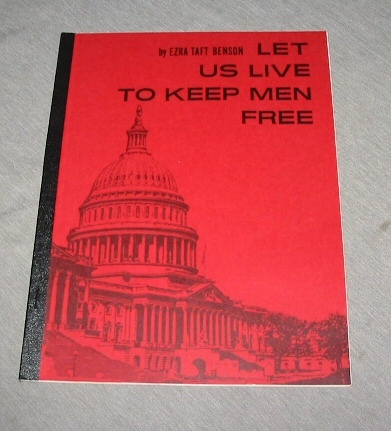 by EZRA TAFT BENSON LET
US LIVE
TO KEEP MEN
FREE